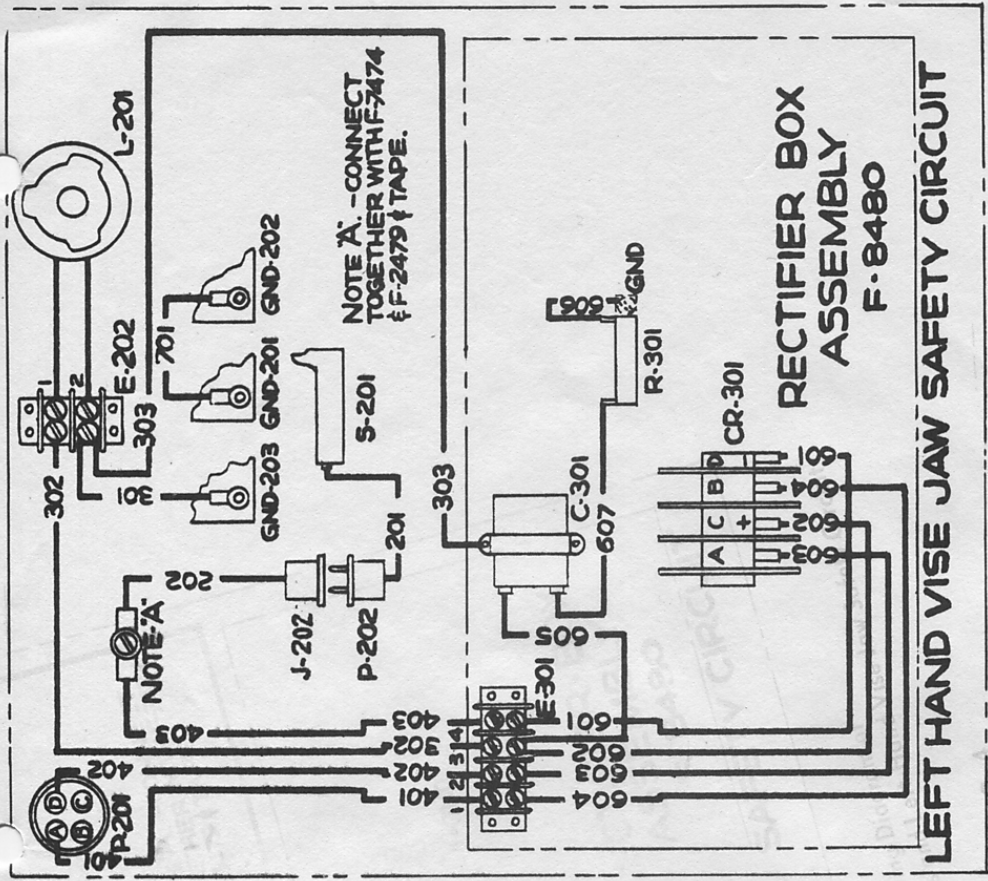 L-201
1
2
E-202
302
301
303
701
GND-203
GND-201
GND-202
NOTE "A". -CONNECT
TOGETHER WITH F-7474
& F-2479 & TAPE.
S-201
201
202
J-202
P-202
NOTE-"A"
303
403
402
401
A
B
C
D
P-201
403
302
402
401
4
3
2
1
E-301
601
602
603
604
605
C-301
607
606
GND
R-301
CR-301
A
C
B
D
+
-
601
604
602
603
RECTIFIER BOX
ASSEMBLY
F-8480
LEFT HAND VISE JAW SAFETY CIRCUIT